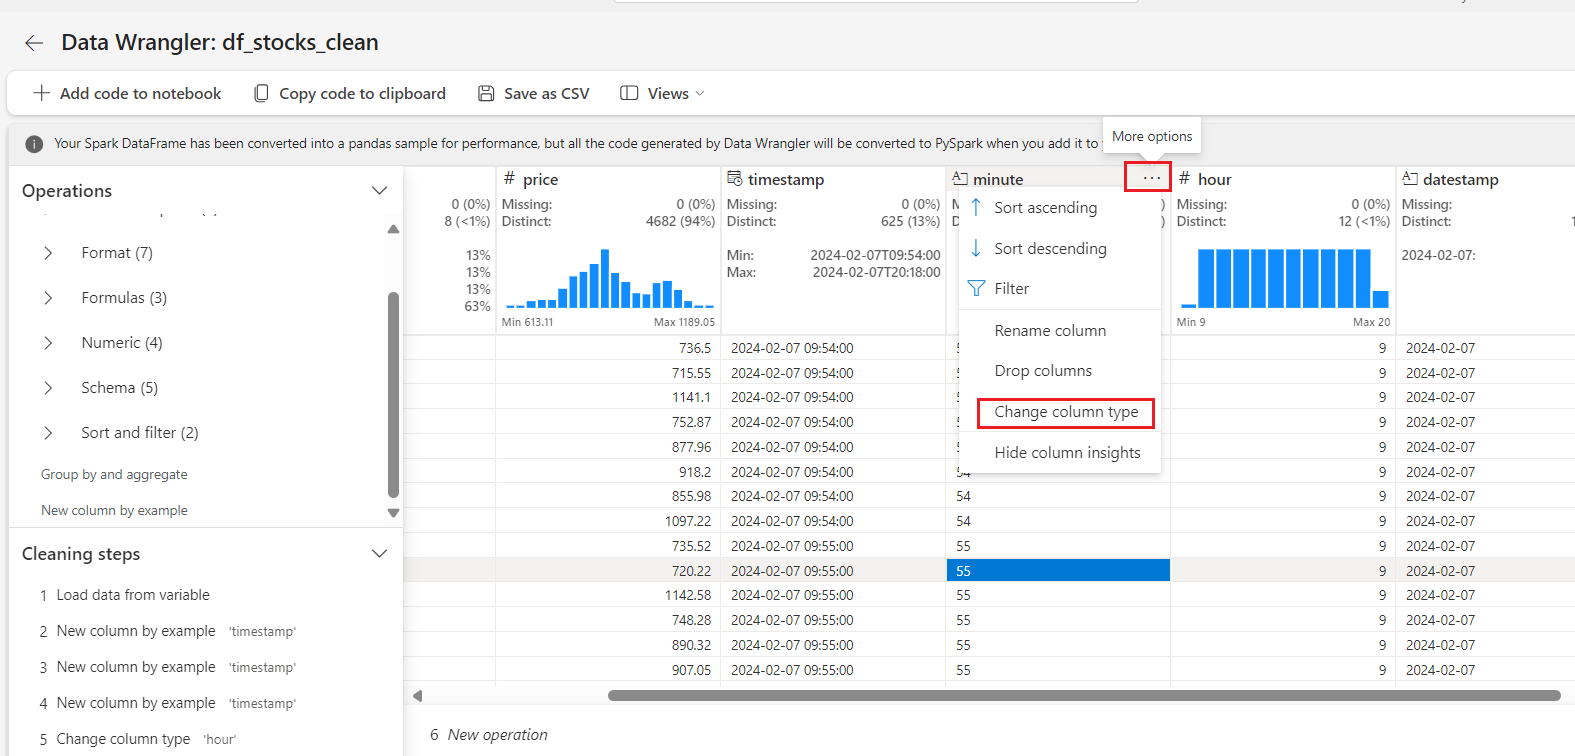 Data Wrangler: df_stocks_clean
Add code to notebook
Copy code to clipboard
Save as CSV
Views
More options
Your Spark DataFrame has been converted into a pandas sample for performance, but all the code generated by Data Wrangler will be converted to PySpark when you add it to
Operations
Format (7)
Formulas (3)
Numeric (4)
Schema (5)
Sort and filter (2)
Group by and aggregate
New column by example
Cleaning steps
1 Load data from variable
2 New column by example 'timestamp'
3 New column by example 'timestamp'
4 New column by example 'timestamp'
5 Change column type 'hour'
0 (0%)
8 (<1%)
13%
13%
13%
63%
# price
Missing: 0 (0%)
Distinct: 4682 (94%)
Min 613.11 Max 1189.05
timestamp
Missing: 0 (0%)
Distinct: 625 (13%)
Min: 2024-02-07T09:54:00
Max: 2024-02-07T20:18:00
minute
...
Sort ascending
Sort descending
Filter
Rename column
Drop columns
Change column type
Hide column insights
# hour
Missing: 0 (0%)
Distinct: 12 (<1%)
Min 9 Max 20
datestamp
Missing:
Distinct:
2024-02-07:
736.5 2024-02-07 09:54:00 9 2024-02-07
715.55 2024-02-07 09:54:00 9 2024-02-07
1141.1 2024-02-07 09:54:00 9 2024-02-07
752.87 2024-02-07 09:54:00 9 2024-02-07
877.96 2024-02-07 09:54:00 9 2024-02-07
918.2 2024-02-07 09:54:00 54 9 2024-02-07
855.98 2024-02-07 09:54:00 54 9 2024-02-07
1097.22 2024-02-07 09:54:00 54 9 2024-02-07
735.52 2024-02-07 09:55:00 55 9 2024-02-07
720.22 2024-02-07 09:55:00 55 9 2024-02-07
1142.58 2024-02-07 09:55:00 55 9 2024-02-07
748.28 2024-02-07 09:55:00 55 9 2024-02-07
890.32 2024-02-07 09:55:00 55 9 2024-02-07
907.05 2024-02-07 09:55:00 55 9 2024-02-07
6 New operation